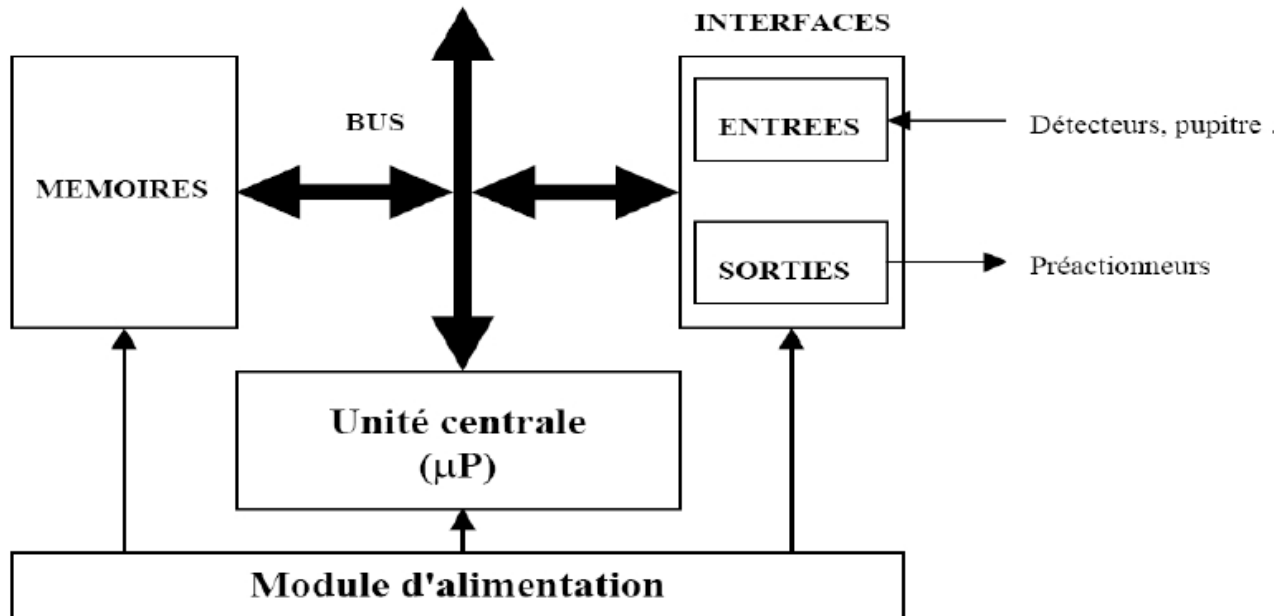 INTERFACES
BUS
ENTREES
Détecteurs, pupitre .
MEMOIRES
SORTIES
Préactionneurs
Unité centrale
(µP)
Module d'alimentation